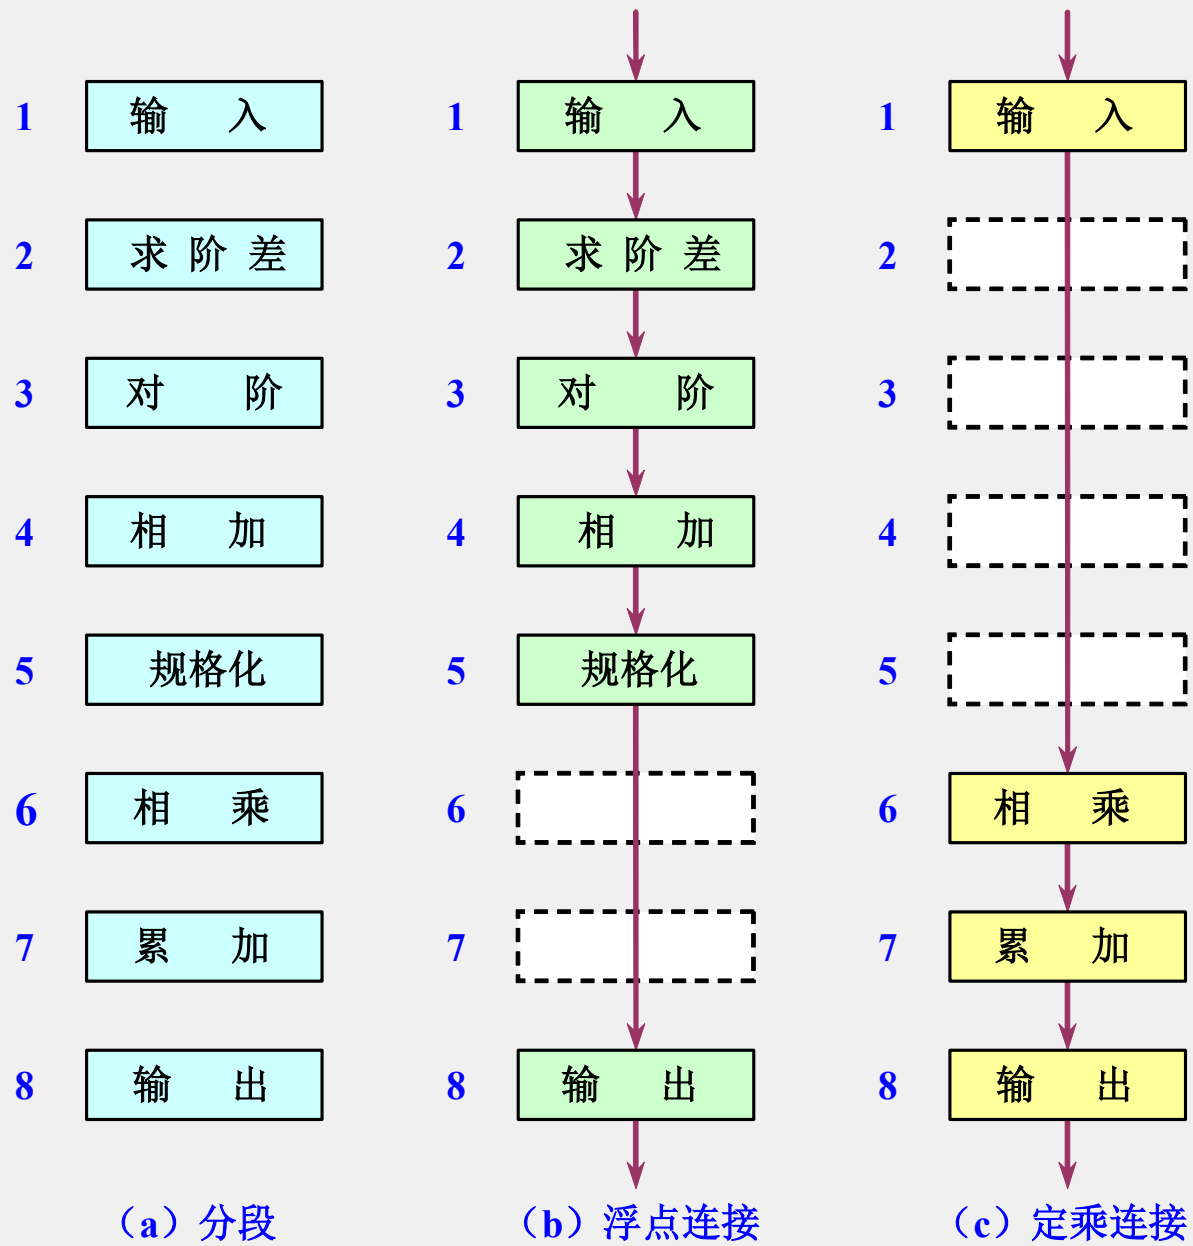 1 输 入 1 输 入 1 输 入
2 求 阶 差 2 求 阶 差 2
3 对 阶 3 对 阶 3
4 相 加 4 相 加 4
5 规格化 5 规格化 5
6 相 乘 6 6 相 乘
7 累 加 7 7 累 加
8 输 出 8 输 出 8 输 出
（a）分段 （b）浮点连接 （c）定乘连接